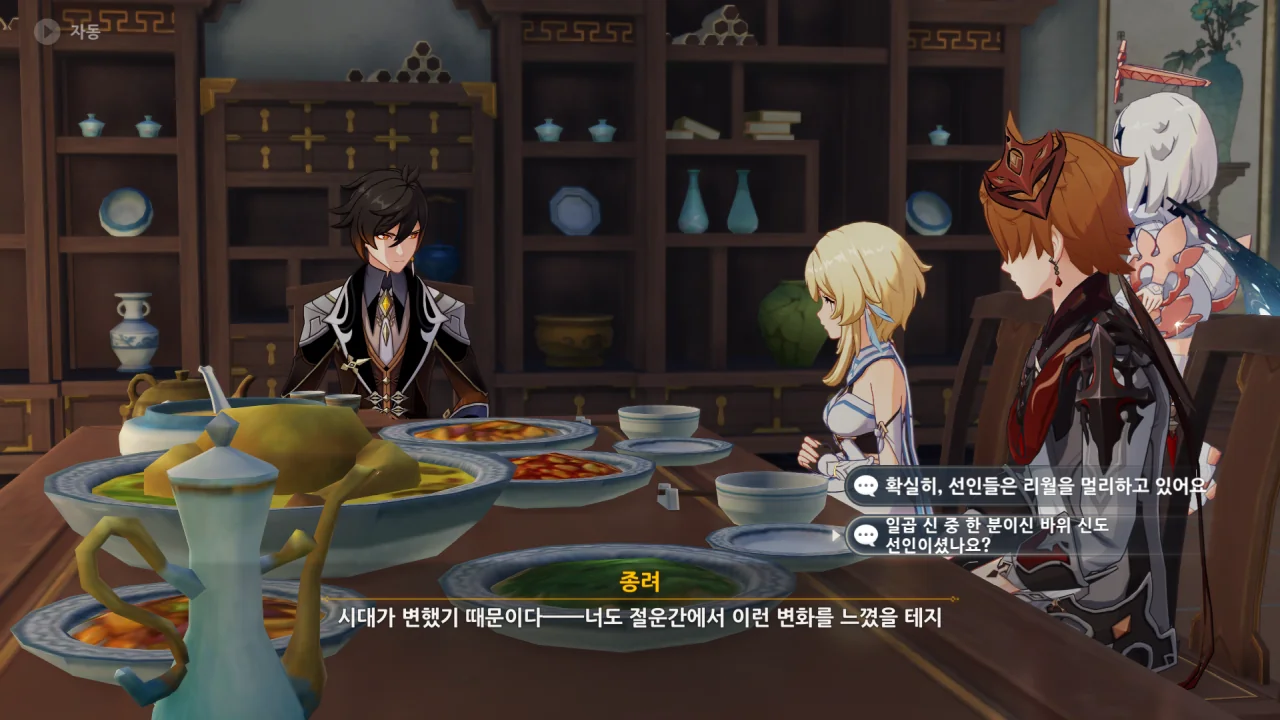 자동
확실히, 선인들은 리월을 멀리하고 있어요
일곱 신 중 한 분이신 바위 신도
선인이셨나요?
종려
시대가 변했기 때문이다——너도 절운간에서 이런 변화를 느꼈을 테지